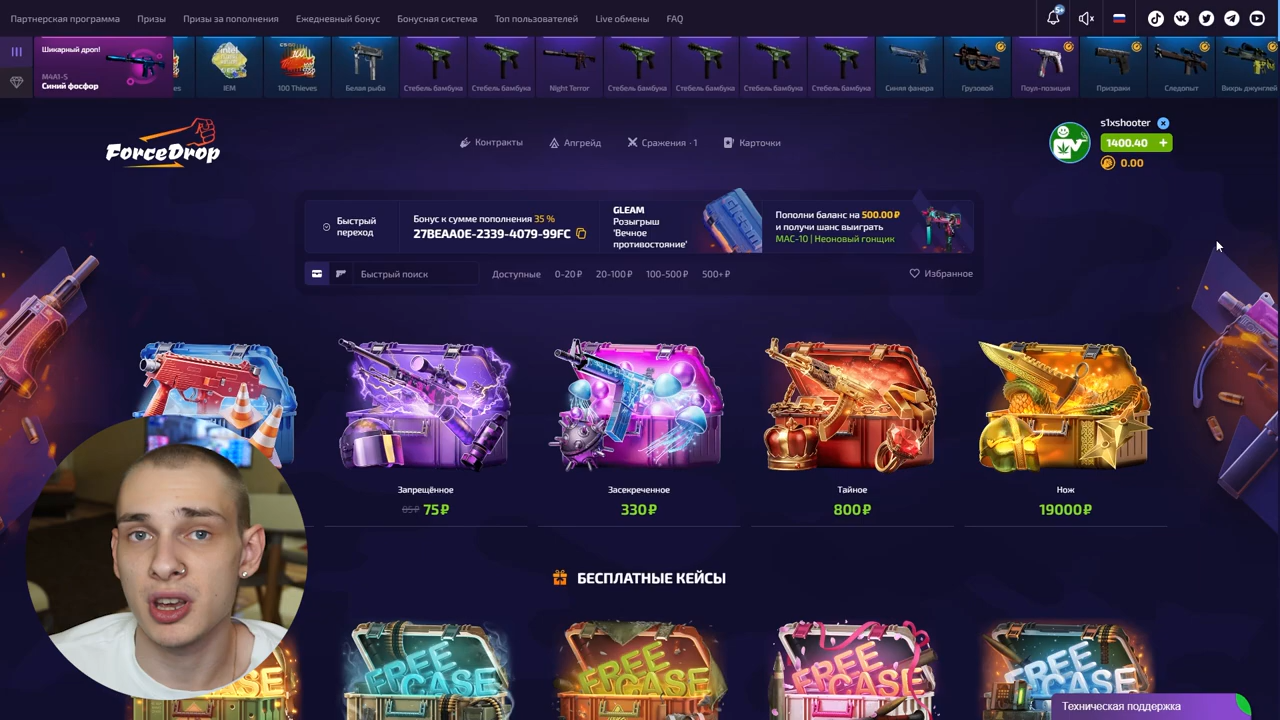 Партнерская программа
Призы
Призы за пополнения
Ежедневный бонус
Бонусная система
Топ пользователей
Live обмены
FAQ
5+
Шикарный дроп!
M4A1-S
Синий фосфор
IEM
100 Thieves
Белая рыба
Стебель бамбука
Стебель бамбука
Night Terror
Стебель бамбука
Стебель бамбука
Стебель бамбука
Стебель бамбука
Синяя фанера
Грузовой
Поул-позиция
Призраки
Следопыт
Вихрь джунглей
ForceDrop
Контракты
Апгрейд
Сражения · 1
Карточки
s1xshooter
1400.40 +
0.00
Быстрый
переход
Бонус к сумме пополнения 35 %
27BEAA0E-2339-4079-99FC
GLEAM
Розыгрыш
'Вечное
противостояние'
Пополни баланс на 500.00 ₽
и получи шанс выиграть
MAC-10 | Неоновый гонщик
Быстрый поиск
Доступные
0-20 ₽
20-100 ₽
100-500 ₽
500+ ₽
Избранное
Запрещённое
85₽ 75₽
Засекреченное
330₽
Тайное
800₽
Нож
19000₽
БЕСПЛАТНЫЕ КЕЙСЫ
FREE
CASE
FREE
CASE
FREE
CASE
FREE
CASE
Техническая поддержка